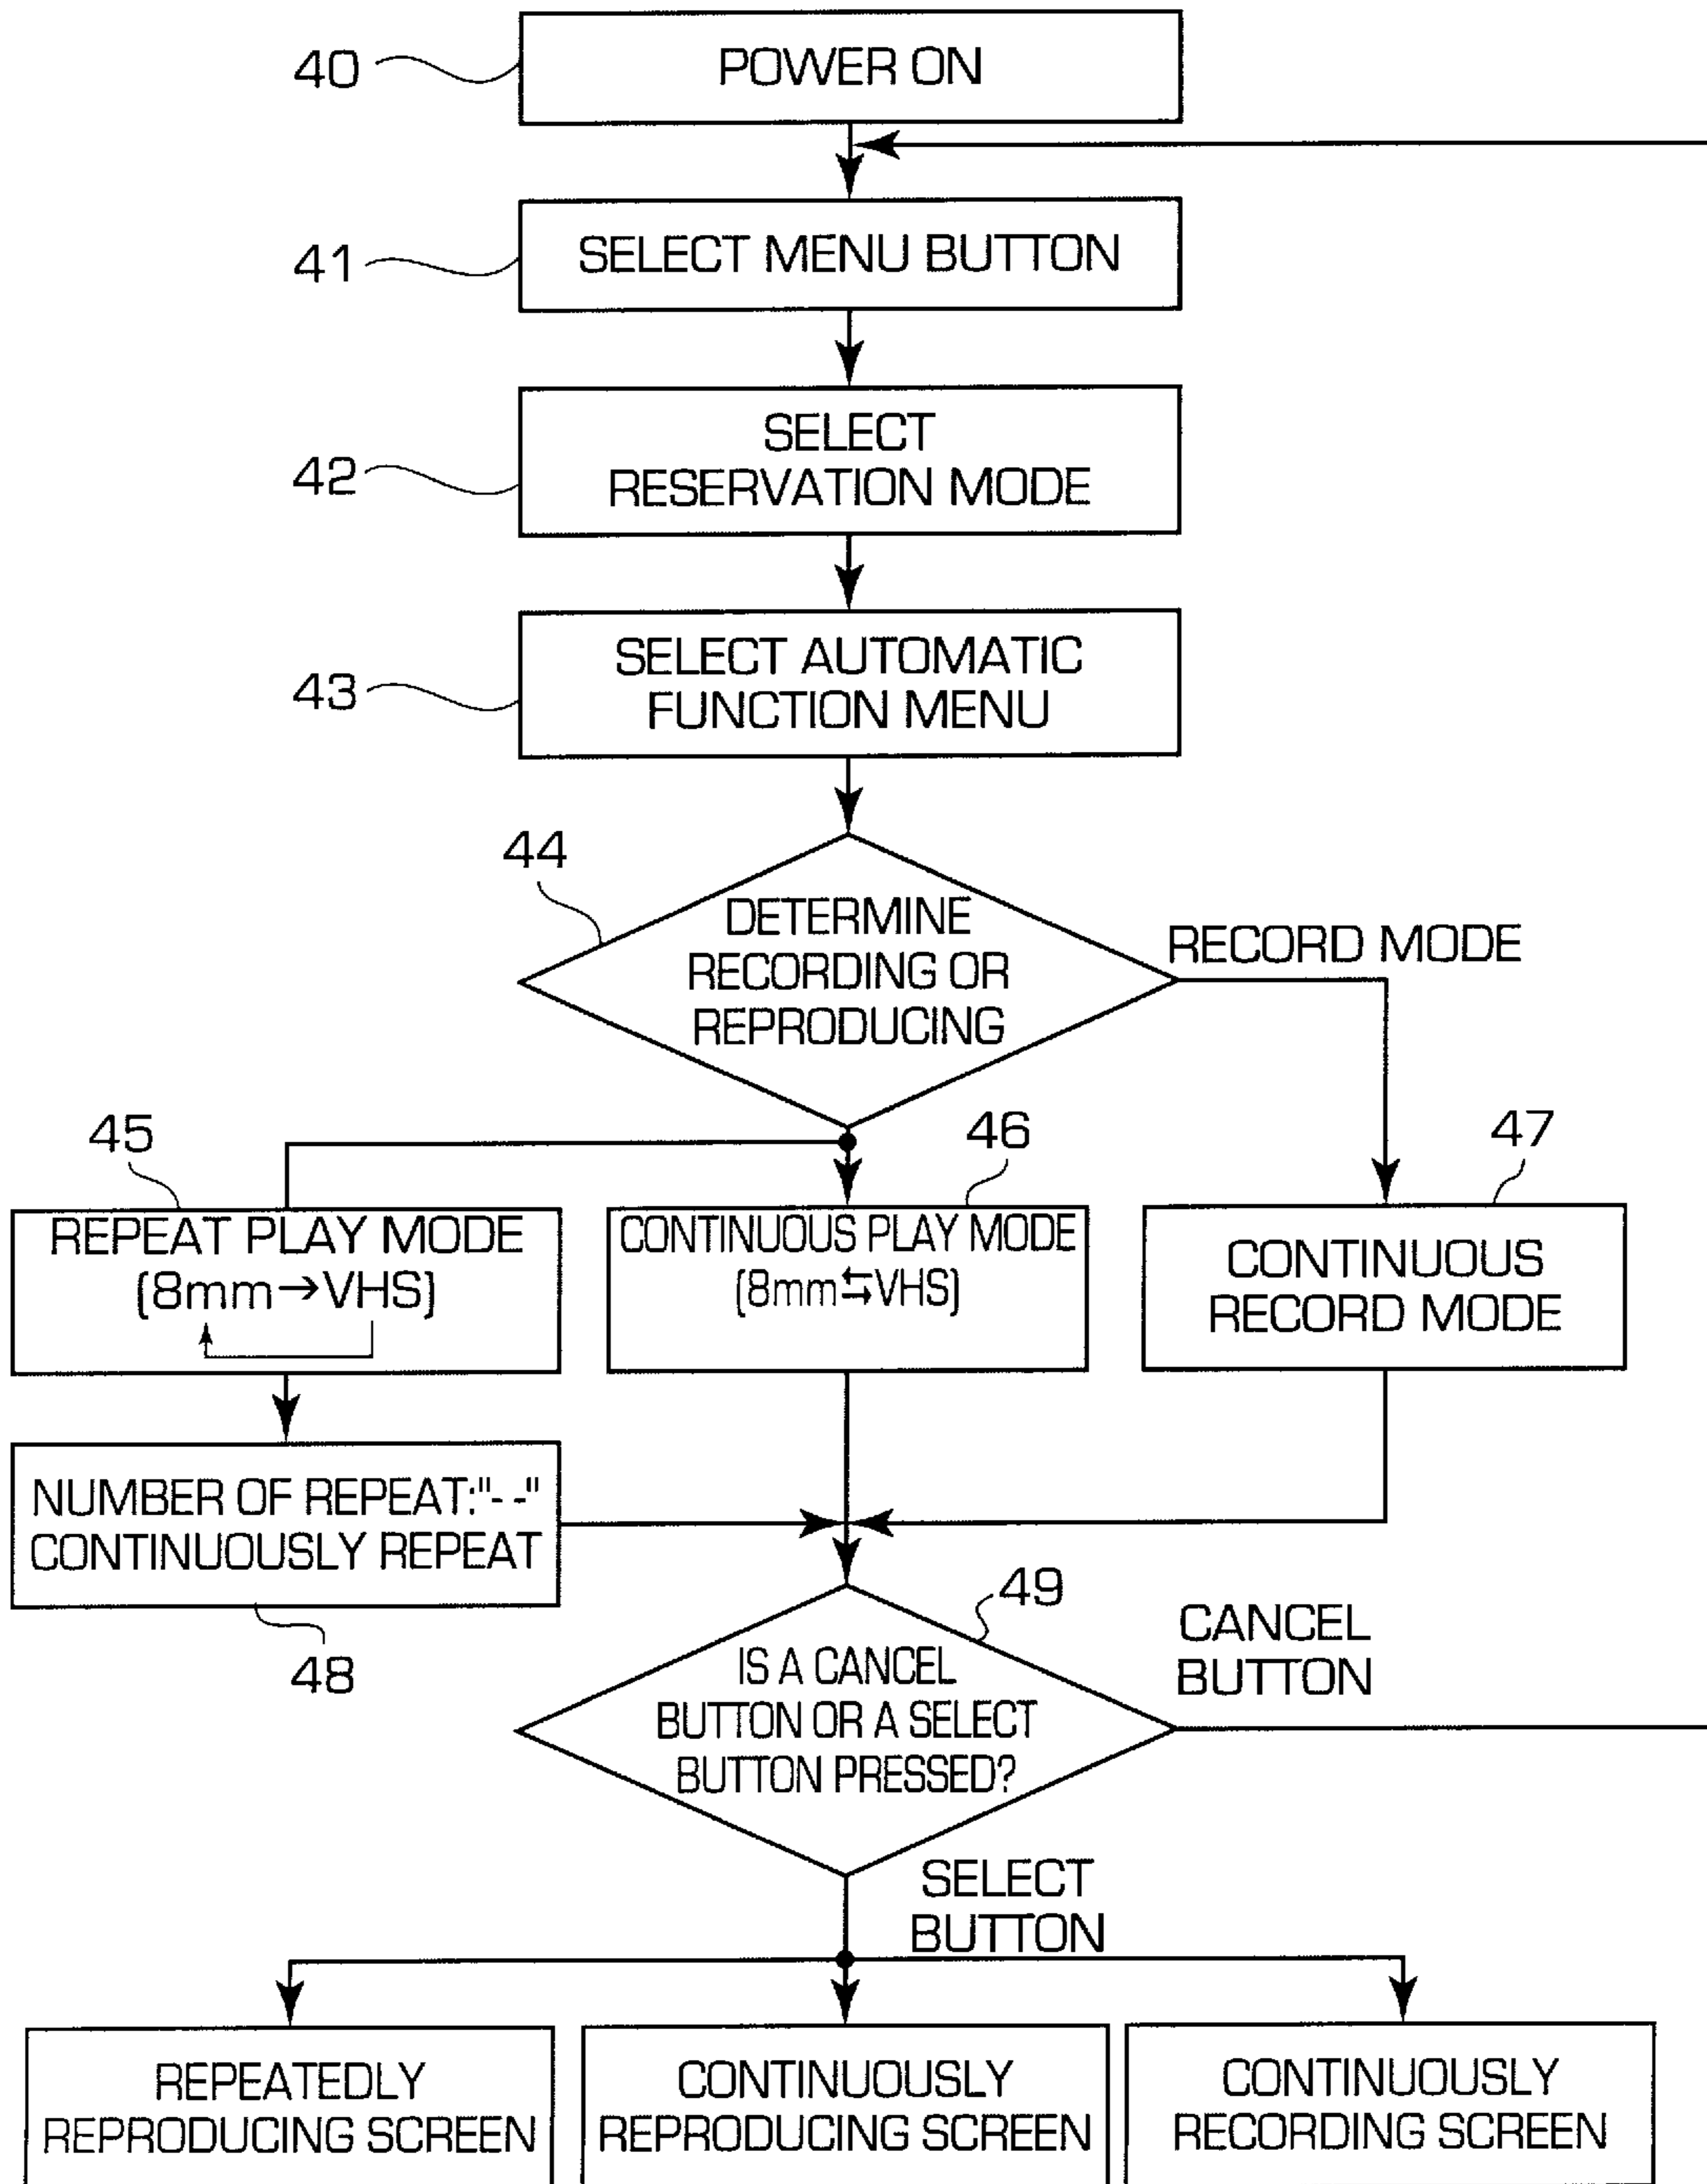 40
POWER ON
41
SELECT MENU BUTTON
42
SELECT
RESERVATION MODE
43
SELECT AUTOMATIC
FUNCTION MENU
44
DETERMINE
RECORDING OR
REPRODUCING
RECORD MODE
45
REPEAT PLAY MODE
(8mm→VHS)
46
CONTINUOUS PLAY MODE
(8mm⇆VHS)
47
CONTINUOUS
RECORD MODE
NUMBER OF REPEAT:"- -"
CONTINUOUSLY REPEAT
48
49
IS A CANCEL
BUTTON OR A SELECT
BUTTON PRESSED?
CANCEL
BUTTON
SELECT
BUTTON
REPEATEDLY
REPRODUCING SCREEN
CONTINUOUSLY
REPRODUCING SCREEN
CONTINUOUSLY
RECORDING SCREEN